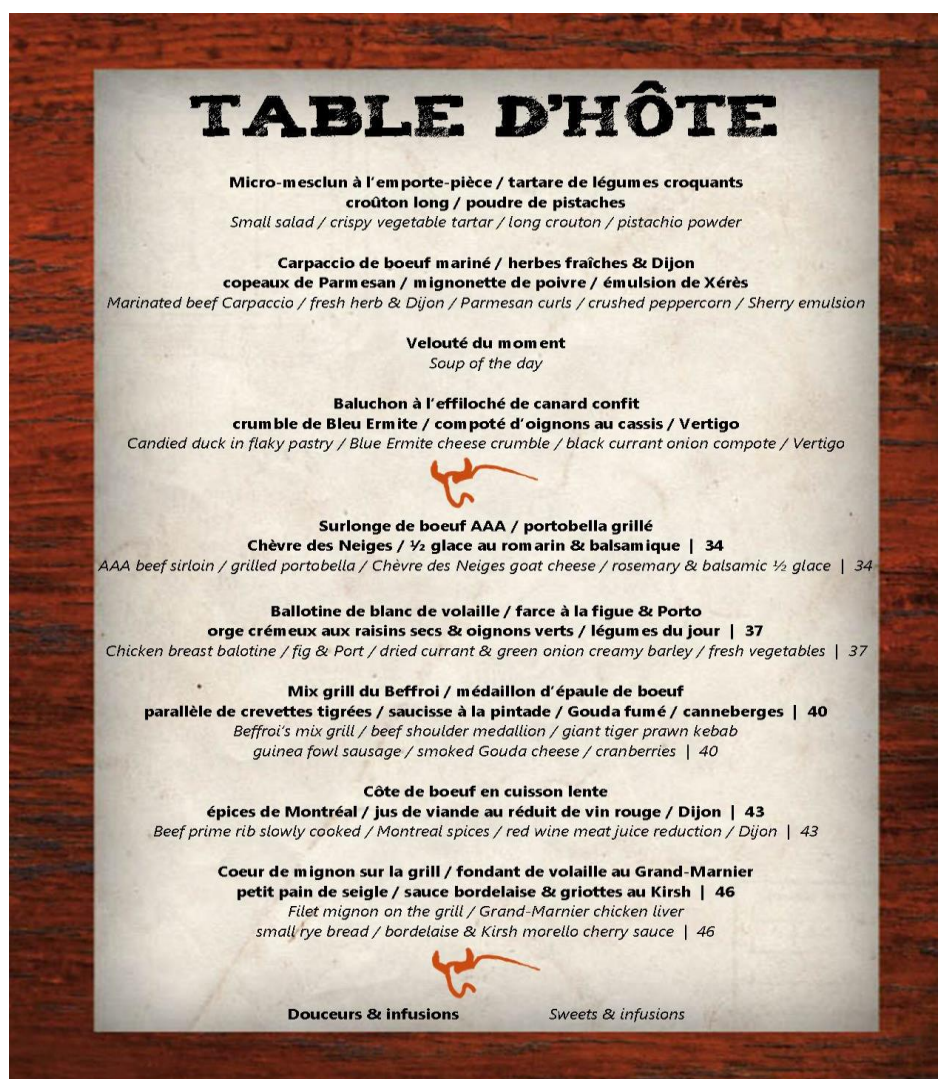 TABLE D'HÔTE
Micro-mesclun à l'emporte-pièce / tartare de légumes croquants
croûton long / poudre de pistaches
Small salad / crispy vegetable tartar / long crouton / pistachio powder
Carpaccio de boeuf mariné / herbes fraîches & Dijon
copeaux de Parmesan / mignonette de poivre / émulsion de Xérès
Marinated beef Carpaccio / fresh herb & Dijon / Parmesan curls / crushed peppercorn / Sherry emulsion
Velouté du moment
Soup of the day
Baluchon à l'effiloché de canard confit
crumble de Bleu Ermite / compoté d'oignons au cassis / Vertigo
Candied duck in flaky pastry / Blue Ermite cheese crumble / black currant onion compote / Vertigo
Surlonge de boeuf AAA / portobella grillé
Chèvre des Neiges / ½ glace au romarin & balsamique | 34
AAA beef sirloin / grilled portobella / Chèvre des Neiges goat cheese / rosemary & balsamic ½ glace | 34
Ballotine de blanc de volaille / farce à la figue & Porto
orge crémeux aux raisins secs & oignons verts / légumes du jour | 37
Chicken breast balotine / fig & Port / dried currant & green onion creamy barley / fresh vegetables | 37
Mix grill du Beffroi / médaillon d'épaule de boeuf
parallèle de crevettes tigrées / saucisse à la pintade / Gouda fumé / canneberges | 40
Beffroi's mix grill / beef shoulder medallion / giant tiger prawn kebab
guinea fowl sausage / smoked Gouda cheese / cranberries | 40
Côte de boeuf en cuisson lente
épices de Montréal / jus de viande au réduit de vin rouge / Dijon | 43
Beef prime rib slowly cooked / Montreal spices / red wine meat juice reduction / Dijon | 43
Coeur de mignon sur la grill / fondant de volaille au Grand-Marnier
petit pain de seigle / sauce bordelaise & griottes au Kirsh | 46
Filet mignon on the grill / Grand-Marnier chicken liver
small rye bread / bordelaise & Kirsh morello cherry sauce | 46
Douceurs & infusions Sweets & infusions